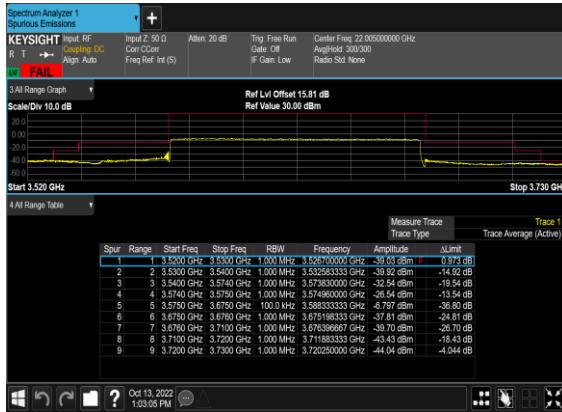 Spectrum Analyzer 1
Spurious Emissions
KEYSIGHT Input: RF Input Z: 50 Ω Atten: 20 dB Trig: Free Run Center Freq: 22.005000000 GHz
R T Coupling: DC Corr CCorr Gate: Off Avg|Hold: 300/300
Align: Auto Freq Ref: Int (S) IF Gain: Low Radio Std: None
FAIL
3 All Range Graph
Scale/Div 10.0 dB
Ref Lvl Offset 15.81 dB
Ref Value 30.00 dBm
20.0
0.00
-20.0
-40.0
-60.0
Start 3.520 GHz Stop 3.730 GH
4 All Range Table
Measure Trace Trace 1
Trace Type Trace Average (Active)
Spur Range Start Freq Stop Freq RBW Frequency Amplitude ΔLimit
1 1 3.5200 GHz 3.5300 GHz 1.000 MHz 3.526700000 GHz -39.03 dBm F 0.973 dB
2 2 3.5300 GHz 3.5400 GHz 1.000 MHz 3.532583333 GHz -39.92 dBm -14.92 dB
3 3 3.5400 GHz 3.5740 GHz 1.000 MHz 3.573830000 GHz -32.54 dBm -19.54 dB
4 4 3.5740 GHz 3.5750 GHz 1.000 MHz 3.574960000 GHz -26.54 dBm -13.54 dB
5 5 3.5750 GHz 3.6750 GHz 100.0 kHz 3.588333333 GHz -6.797 dBm -36.80 dB
6 6 3.6750 GHz 3.6760 GHz 1.000 MHz 3.675198333 GHz -37.81 dBm -24.81 dB
7 7 3.6760 GHz 3.7100 GHz 1.000 MHz 3.676396667 GHz -39.70 dBm -26.70 dB
8 8 3.7100 GHz 3.7200 GHz 1.000 MHz 3.711883333 GHz -43.43 dBm -18.43 dB
9 9 3.7200 GHz 3.7300 GHz 1.000 MHz 3.720250000 GHz -44.04 dBm -4.044 dB
? Oct 13, 2022
1:03:05 PM